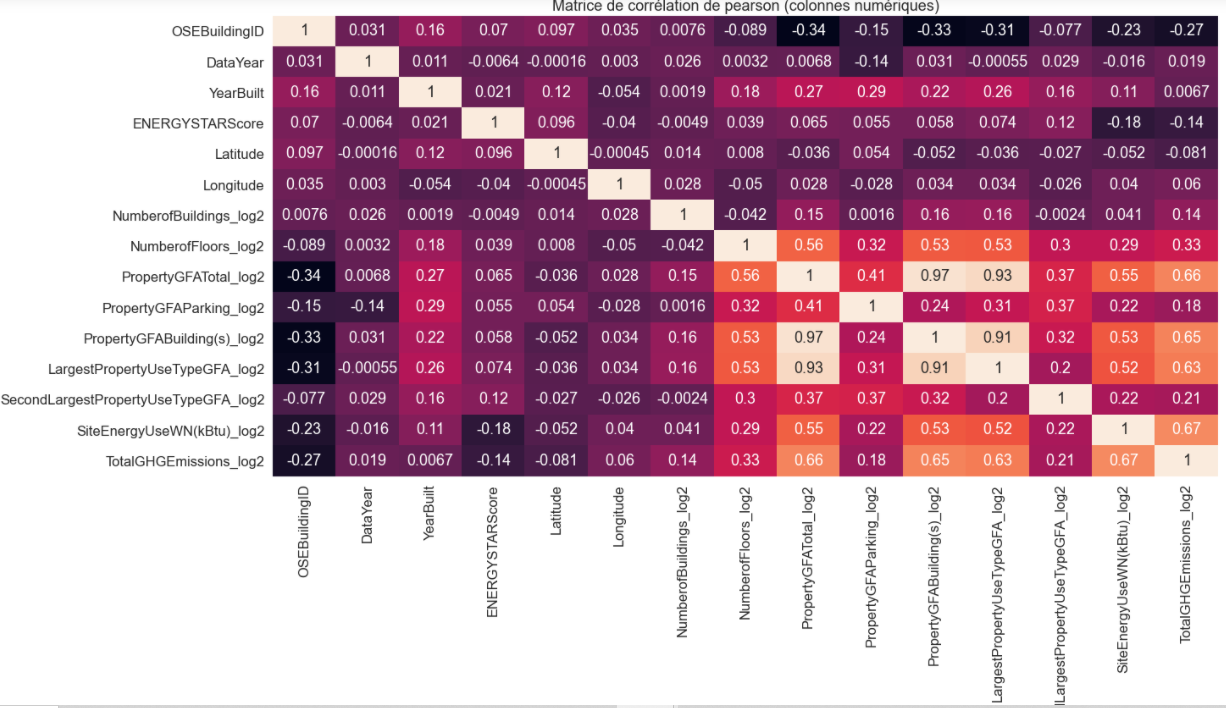 Matrice de corrélation de pearson (colonnes numériques)
OSEBuildingID 1 0.031 0.16 0.07 0.097 0.035 0.0076 -0.089 -0.34 -0.15 -0.33 -0.31 -0.077 -0.23 -0.27
DataYear 0.031 1 0.011 -0.0064 -0.00016 0.003 0.026 0.0032 0.0068 -0.14 0.031 -0.00055 0.029 -0.016 0.019
YearBuilt 0.16 0.011 1 0.021 0.12 -0.054 0.0019 0.18 0.27 0.29 0.22 0.26 0.16 0.11 0.0067
ENERGYSTARScore 0.07 -0.0064 0.021 1 0.096 -0.04 -0.0049 0.039 0.065 0.055 0.058 0.074 0.12 -0.18 -0.14
Latitude 0.097 -0.00016 0.12 0.096 1 -0.00045 0.014 0.008 -0.036 0.054 -0.052 -0.036 -0.027 -0.052 -0.081
Longitude 0.035 0.003 -0.054 -0.04 -0.00045 1 0.028 -0.05 0.028 -0.028 0.034 0.034 -0.026 0.04 0.06
NumberofBuildings_log2 0.0076 0.026 0.0019 -0.0049 0.014 0.028 1 -0.042 0.15 0.0016 0.16 0.16 -0.0024 0.041 0.14
NumberofFloors_log2 -0.089 0.0032 0.18 0.039 0.008 -0.05 -0.042 1 0.56 0.32 0.53 0.53 0.3 0.29 0.33
PropertyGFATotal_log2 -0.34 0.0068 0.27 0.065 -0.036 0.028 0.15 0.56 1 0.41 0.97 0.93 0.37 0.55 0.66
PropertyGFAParking_log2 -0.15 -0.14 0.29 0.055 0.054 -0.028 0.0016 0.32 0.41 1 0.24 0.31 0.37 0.22 0.18
PropertyGFABuilding(s)_log2 -0.33 0.031 0.22 0.058 -0.052 0.034 0.16 0.53 0.97 0.24 1 0.91 0.32 0.53 0.65
LargestPropertyUseTypeGFA_log2 -0.31 -0.00055 0.26 0.074 -0.036 0.034 0.16 0.53 0.93 0.31 0.91 1 0.2 0.52 0.63
SecondLargestPropertyUseTypeGFA_log2 -0.077 0.029 0.16 0.12 -0.027 -0.026 -0.0024 0.3 0.37 0.37 0.32 0.2 1 0.22 0.21
SiteEnergyUseWN(kBtu)_log2 -0.23 -0.016 0.11 -0.18 -0.052 0.04 0.041 0.29 0.55 0.22 0.53 0.52 0.22 1 0.67
TotalGHGEmissions_log2 -0.27 0.019 0.0067 -0.14 -0.081 0.06 0.14 0.33 0.66 0.18 0.65 0.63 0.21 0.67 1
OSEBuildingID
DataYear
YearBuilt
ENERGYSTARScore
Latitude
Longitude
NumberofBuildings_log2
NumberofFloors_log2
PropertyGFATotal_log2
PropertyGFAParking_log2
PropertyGFABuilding(s)_log2
LargestPropertyUseTypeGFA_log2
LargestPropertyUseTypeGFA_log2
SiteEnergyUseWN(kBtu)_log2
TotalGHGEmissions_log2